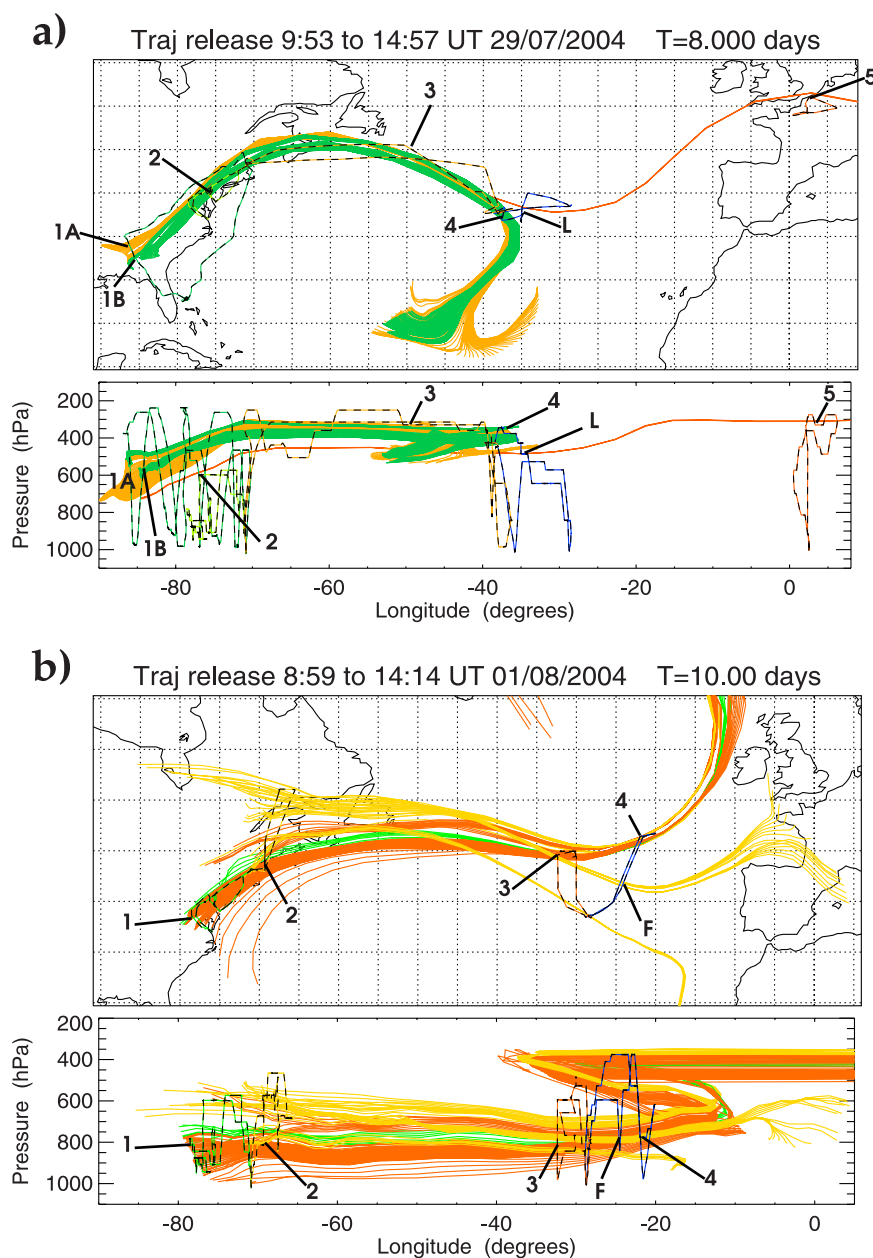 a)
Traj release 9:53 to 14:57 UT 29/07/2004 T=8.000 days
5
3
2
1A
4
L
1B
Pressure (hPa)
200
400
600
800
1000
3
4
5
L
1A
1B
2
-80
-60
-40
-20
0
Longitude (degrees)
b)
Traj release 8:59 to 14:14 UT 01/08/2004 T=10.00 days
4
3
1
2
F
Pressure (hPa)
200
400
600
800
1000
1
2
3
F
4
-80
-60
-40
-20
0
Longitude (degrees)